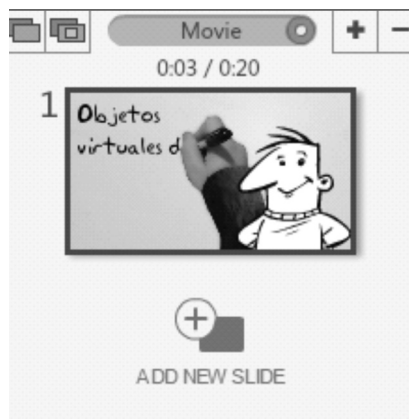 Movie
0:03 / 0:20
1
Objetos
virtuales d
ADD NEW SLIDE